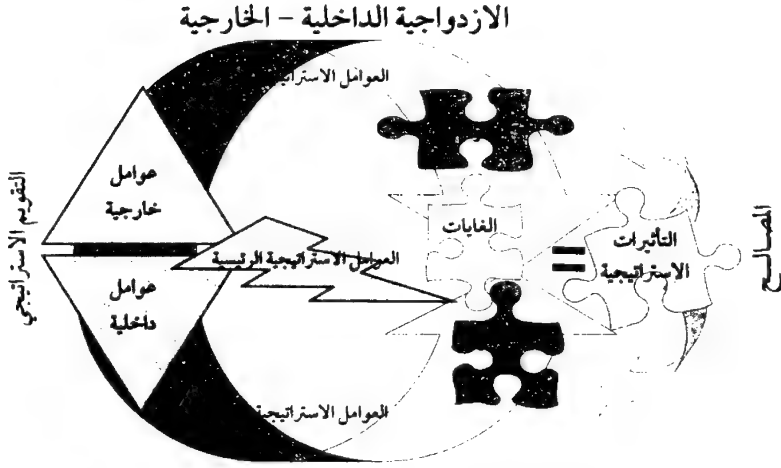 الازدواجية الداخلية – الخارجية
العوامل الاستراتيجية
المصالح
التأثيرات
الاستراتيجية
=
الغايات
العوامل الاستراتيجية الرئيسية
عوامل
خارجية
عوامل
داخلية
التقويم الاستراتيجي
العوامل الاستراتيجية